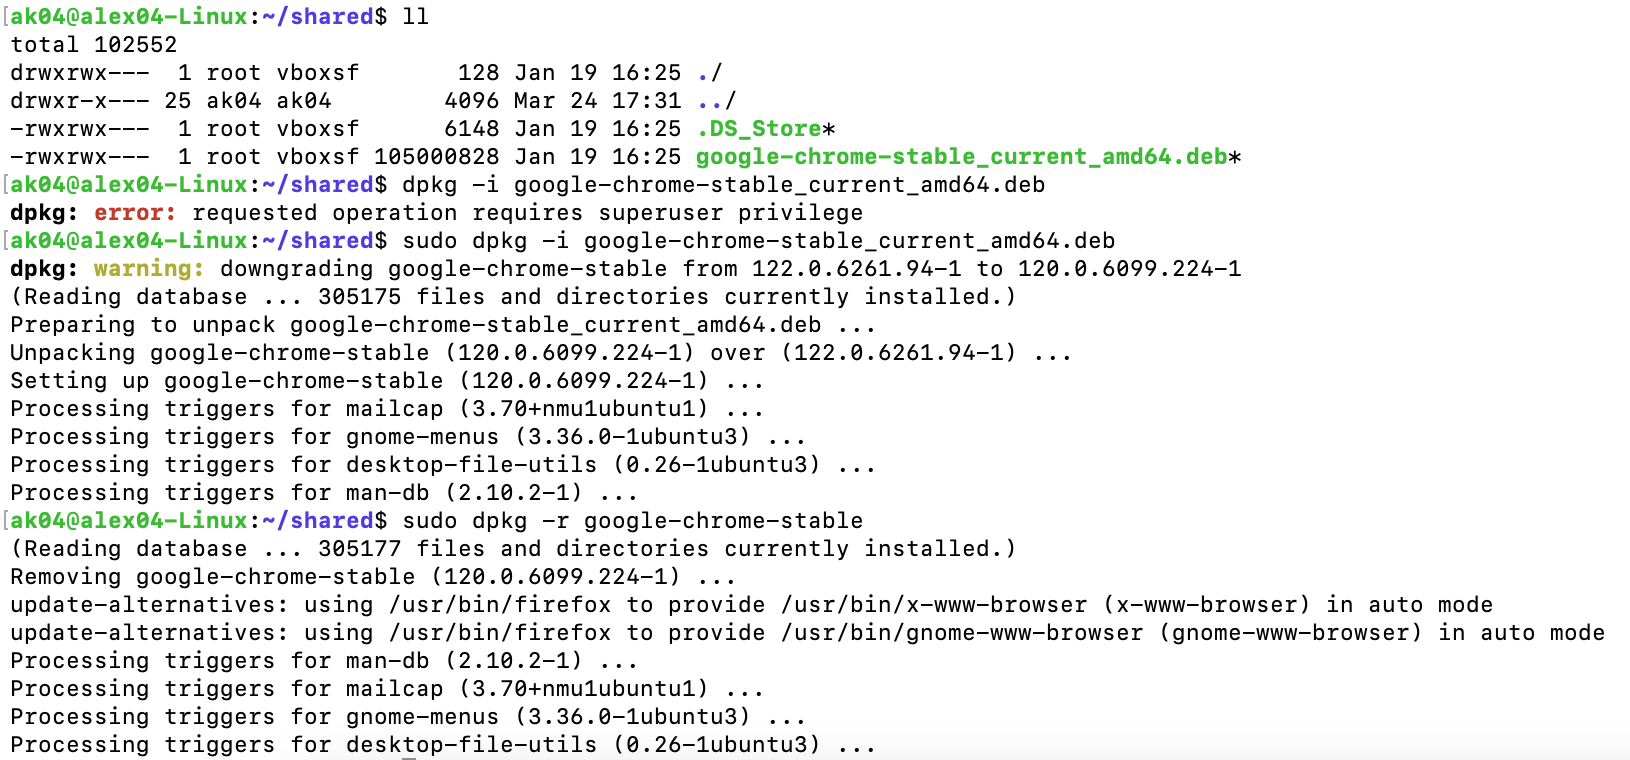 [ak04@alex04-Linux:~/shared$ ll
total 102552
drwxrwx---  1 root vboxsf       128 Jan 19 16:25 ./
drwxr-x--- 25 ak04 ak04        4096 Mar 24 17:31 ../
-rwxrwx---  1 root vboxsf      6148 Jan 19 16:25 .DS_Store*
-rwxrwx---  1 root vboxsf 105000828 Jan 19 16:25 google-chrome-stable_current_amd64.deb*
[ak04@alex04-Linux:~/shared$ dpkg -i google-chrome-stable_current_amd64.deb
dpkg: error: requested operation requires superuser privilege
[ak04@alex04-Linux:~/shared$ sudo dpkg -i google-chrome-stable_current_amd64.deb
dpkg: warning: downgrading google-chrome-stable from 122.0.6261.94-1 to 120.0.6099.224-1
(Reading database ... 305175 files and directories currently installed.)
Preparing to unpack google-chrome-stable_current_amd64.deb ...
Unpacking google-chrome-stable (120.0.6099.224-1) over (122.0.6261.94-1) ...
Setting up google-chrome-stable (120.0.6099.224-1) ...
Processing triggers for mailcap (3.70+nmu1ubuntu1) ...
Processing triggers for gnome-menus (3.36.0-1ubuntu3) ...
Processing triggers for desktop-file-utils (0.26-1ubuntu3) ...
Processing triggers for man-db (2.10.2-1) ...
[ak04@alex04-Linux:~/shared$ sudo dpkg -r google-chrome-stable
(Reading database ... 305177 files and directories currently installed.)
Removing google-chrome-stable (120.0.6099.224-1) ...
update-alternatives: using /usr/bin/firefox to provide /usr/bin/x-www-browser (x-www-browser) in auto mode
update-alternatives: using /usr/bin/firefox to provide /usr/bin/gnome-www-browser (gnome-www-browser) in auto mode
Processing triggers for man-db (2.10.2-1) ...
Processing triggers for mailcap (3.70+nmu1ubuntu1) ...
Processing triggers for gnome-menus (3.36.0-1ubuntu3) ...
Processing triggers for desktop-file-utils (0.26-1ubuntu3) ...